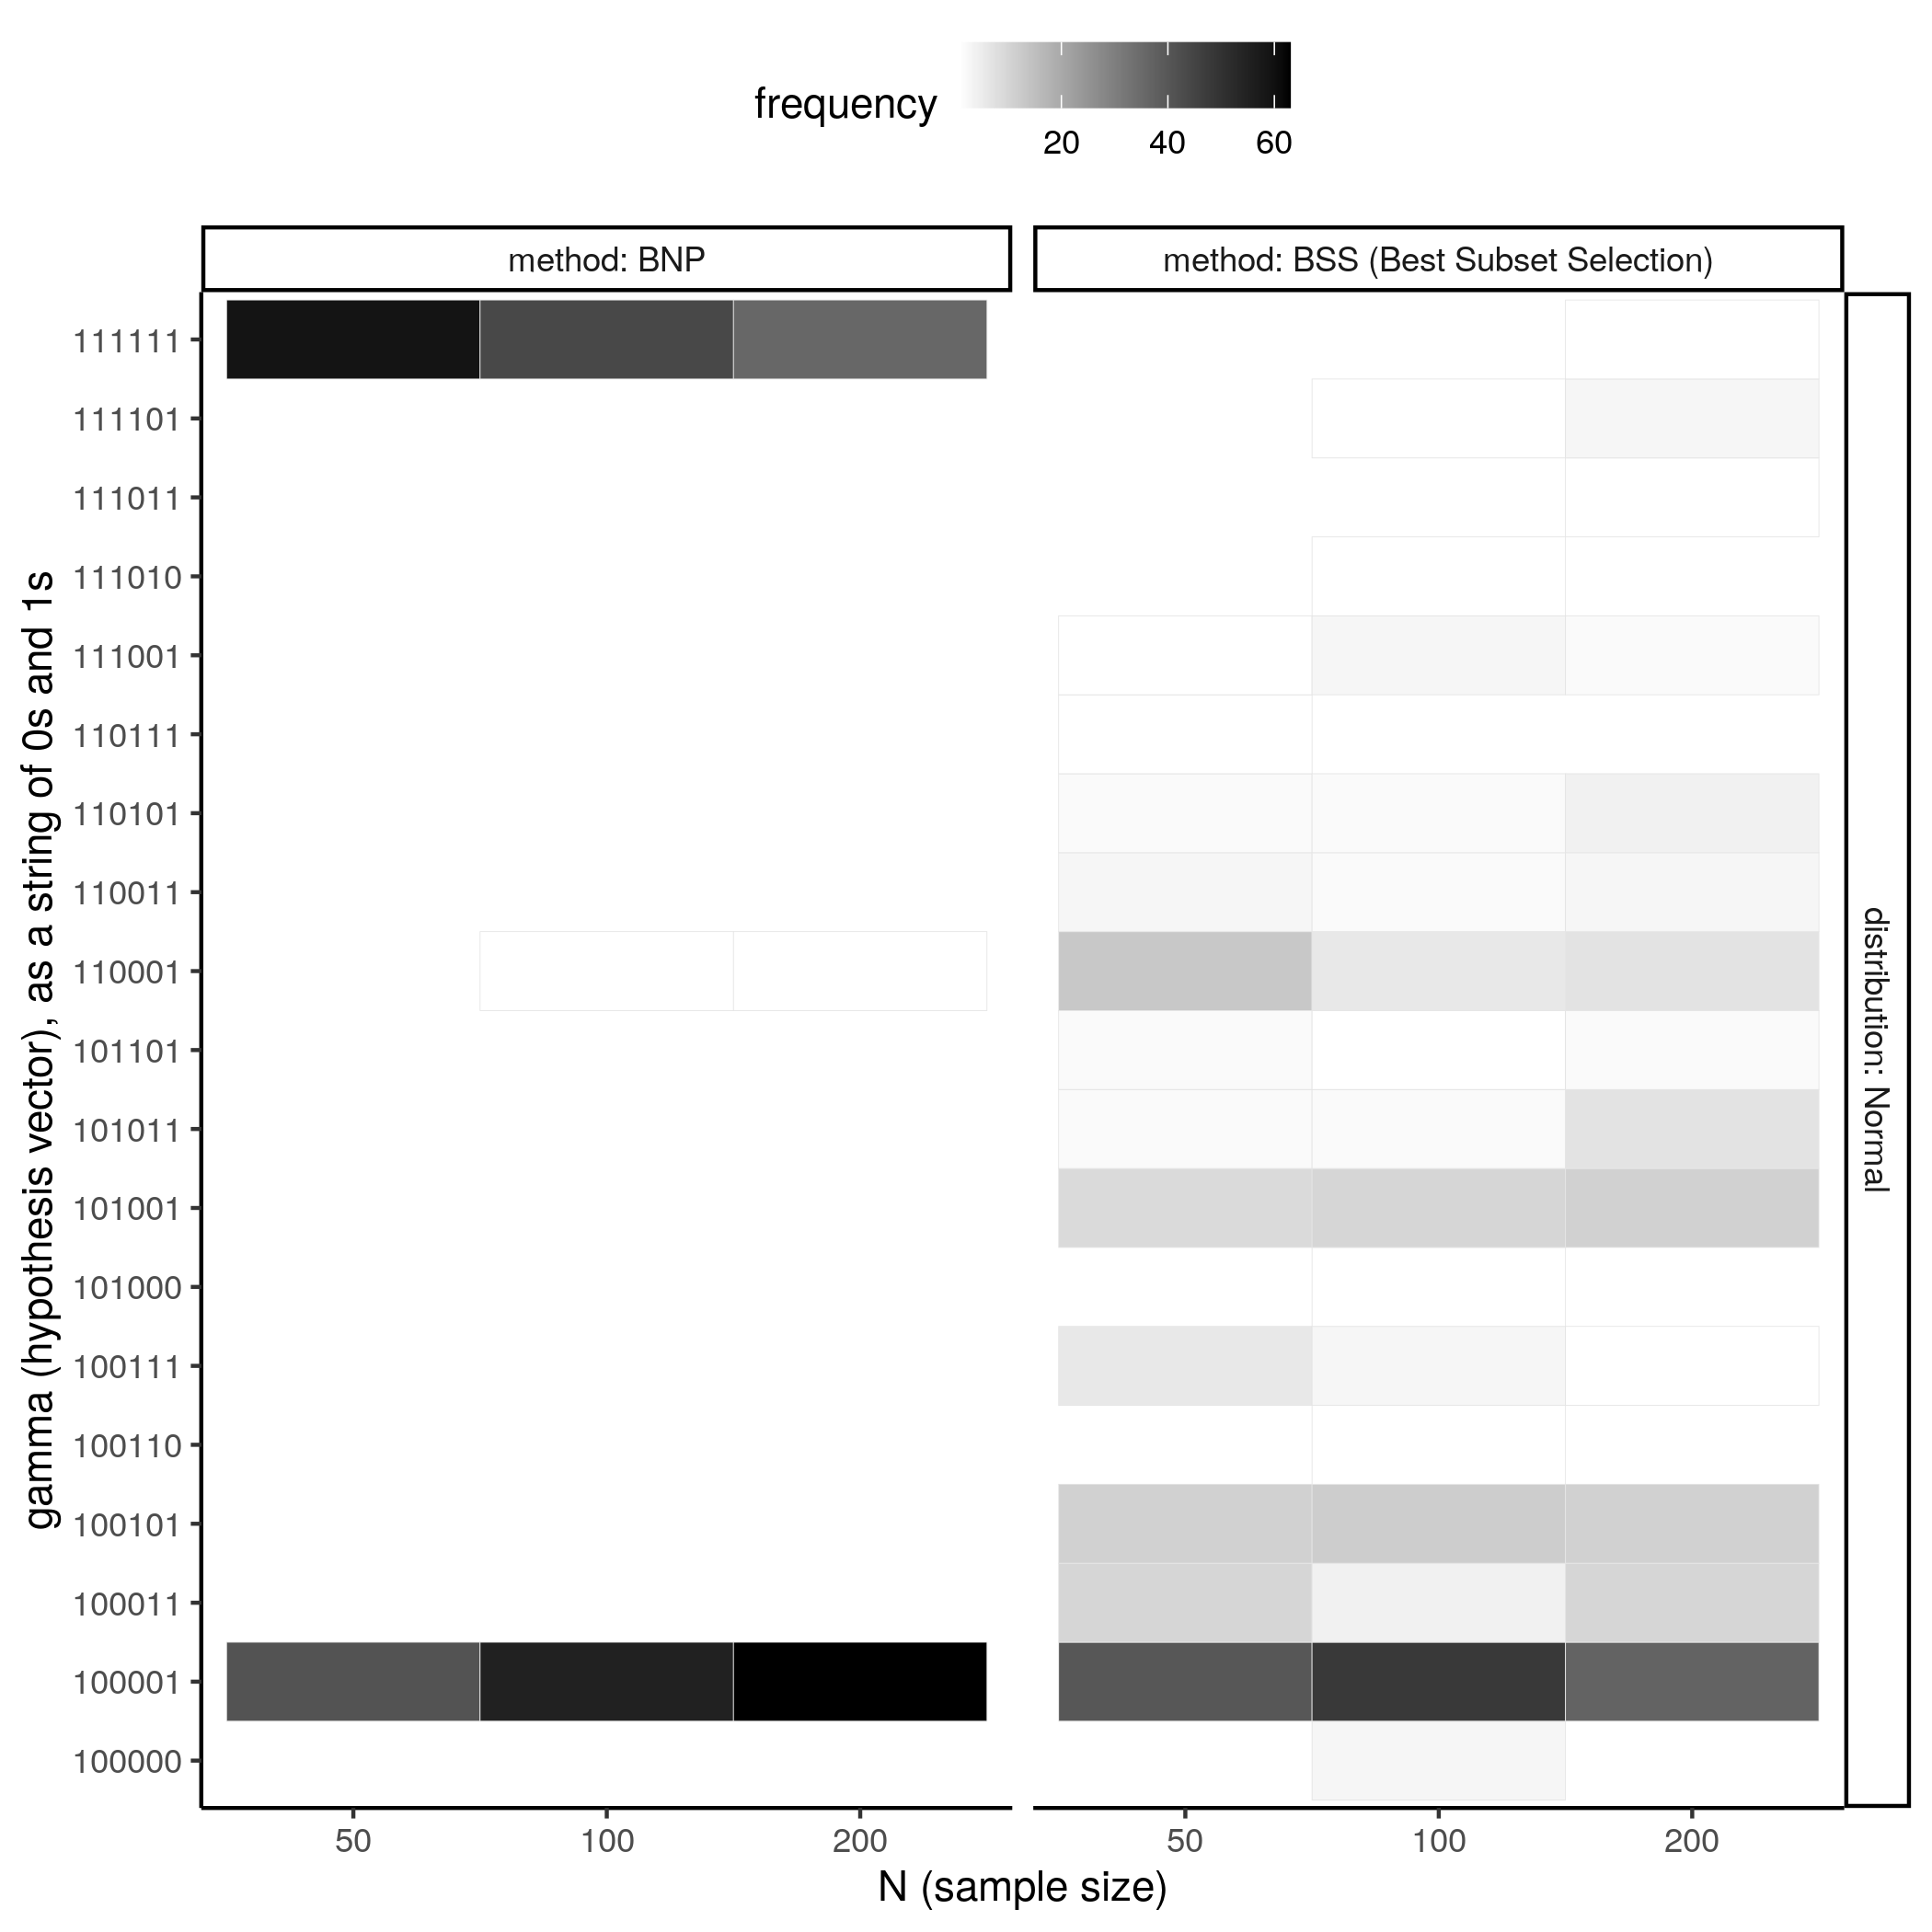 frequency
20 40 60
method: BNP
method: BSS (Best Subset Selection)
distribution: Normal
gamma (hypothesis vector), as a string of 0s and 1s
111111
111101
111011
111010
111001
110111
110101
110011
110001
101101
101011
101001
101000
100111
100110
100101
100011
100001
100000
50 100 200
50 100 200
N (sample size)